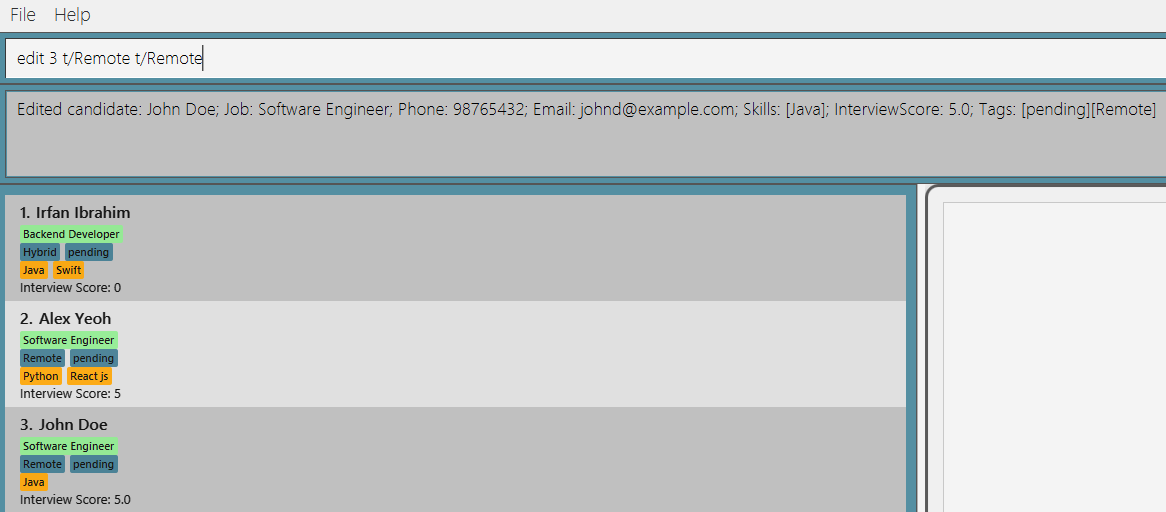 File Help
edit 3 t/Remote t/Remote
Edited candidate: John Doe; Job: Software Engineer; Phone: 98765432; Email: johnd@example.com; Skills: [Java]; InterviewScore: 5.0; Tags: [pending][Remote]
1. Irfan Ibrahim
Backend Developer
Hybrid pending
Java Swift
Interview Score: 0
2. Alex Yeoh
Software Engineer
Remote pending
Python React js
Interview Score: 5
3. John Doe
Software Engineer
Remote pending
Java
Interview Score: 5.0